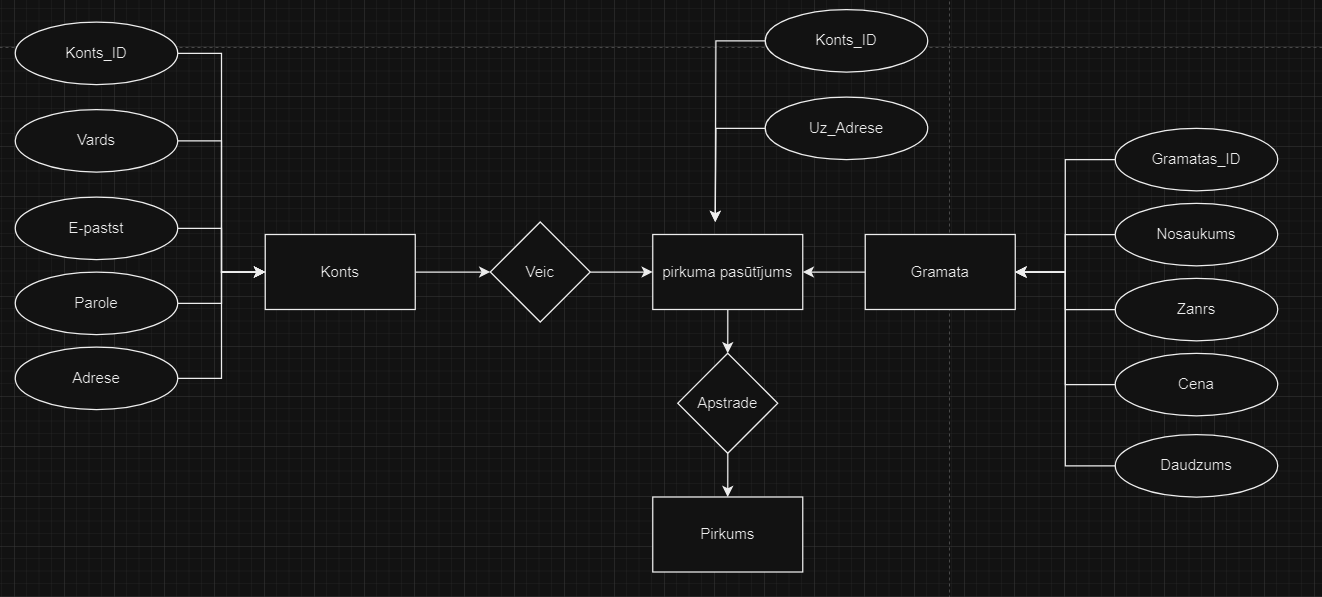 Konts_ID
Vards
E-pastst
Parole
Adrese
Konts
Veic
Konts_ID
Uz_Adrese
pirkuma pasūtījums
Apstrade
Pirkums
Gramata
Gramatas_ID
Nosaukums
Zanrs
Cena
Daudzums